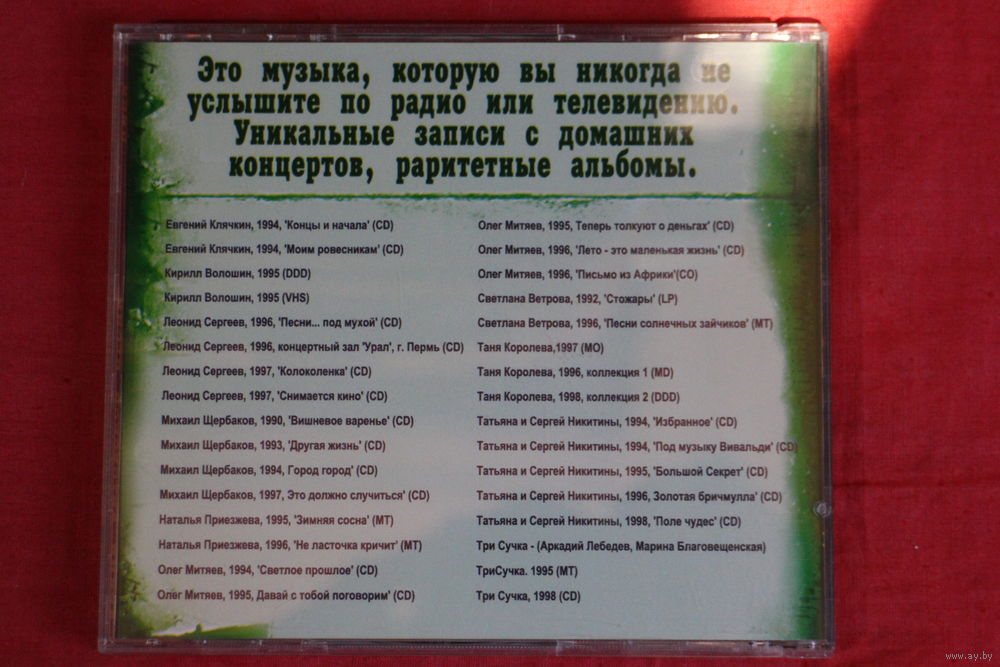 Это музыка, которую вы никогда не
услышите по радио или телевидению.
Уникальные записи с домашних
концертов, раритетные альбомы.
Евгений Клячкин, 1994, 'Концы и начала' (CD)
Евгений Клячкин, 1994, 'Моим ровесникам' (CD)
Кирилл Волошин, 1995 (DDD)
Кирилл Волошин, 1995 (VHS)
Леонид Сергеев, 1996, 'Песни... под мухой' (CD)
Леонид Сергеев, 1996, концертный зал 'Урал', г. Пермь (CD)
Леонид Сергеев, 1997, 'Колоколенка' (CD)
Леонид Сергеев, 1997, 'Снимается кино' (CD)
Михаил Щербаков, 1990, 'Вишневое варенье' (CD)
Михаил Щербаков, 1993, 'Другая жизнь' (CD)
Михаил Щербаков, 1994, Город город' (CD)
Михаил Щербаков, 1997, Это должно случиться' (CD)
Наталья Приезжева, 1995, 'Зимняя сосна' (MT)
Наталья Приезжева, 1996, 'Не ласточка кричит' (MT)
Олег Митяев, 1994, 'Светлое прошлое' (CD)
Олег Митяев, 1995, Давай с тобой поговорим' (CD)
Олег Митяев, 1995, Теперь толкуют о деньгах' (CD)
Олег Митяев, 1996, 'Лето - это маленькая жизнь' (CD)
Олег Митяев, 1996, 'Письмо из Африки'(CO)
Светлана Ветрова, 1992, 'Стожары' (LP)
Светлана Ветрова, 1996, 'Песни солнечных зайчиков' (MT)
Таня Королева,1997 (MO)
Таня Королева, 1996, коллекция 1 (MD)
Таня Королева, 1998, коллекция 2 (DDD)
Татьяна и Сергей Никитины, 1994, 'Избранное' (CD)
Татьяна и Сергей Никитины, 1994, 'Под музыку Вивальди' (CD)
Татьяна и Сергей Никитины, 1995, 'Большой Секрет' (CD)
Татьяна и Сергей Никитины, 1996, Золотая бричмулла' (CD)
Татьяна и Сергей Никитины, 1998, 'Поле чудес' (CD)
Три Сучка - (Аркадий Лебедев, Марина Благовещенская)
ТриСучка. 1995 (MT)
Три Сучка, 1998 (CD)
www.ay.by